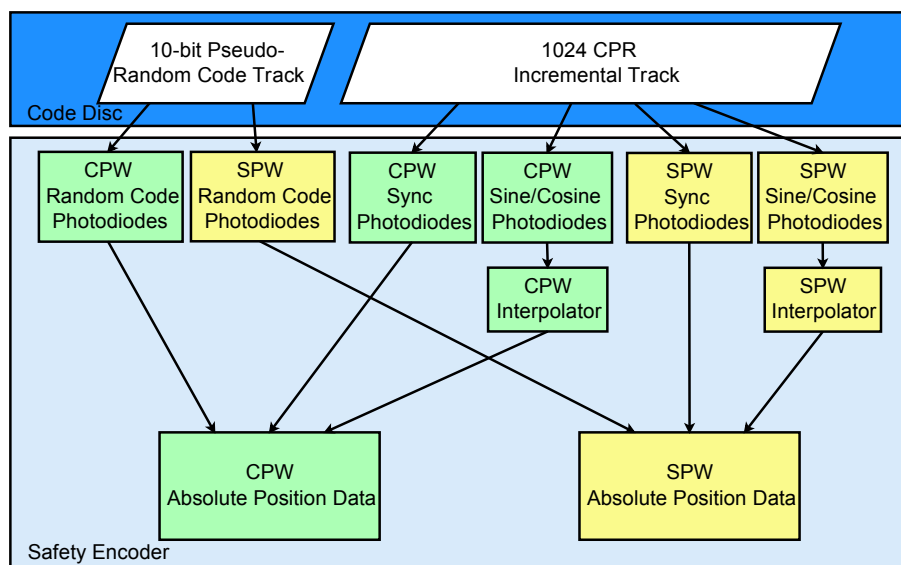 10-bit Pseudo-
Random Code Track
1024 CPR
Incremental Track
Code Disc
CPW
Random Code
Photodiodes
SPW
Random Code
Photodiodes
CPW
Sync
Photodiodes
CPW
Sine/Cosine
Photodiodes
SPW
Sync
Photodiodes
SPW
Sine/Cosine
Photodiodes
CPW
Interpolator
SPW
Interpolator
CPW
Absolute Position Data
SPW
Absolute Position Data
Safety Encoder